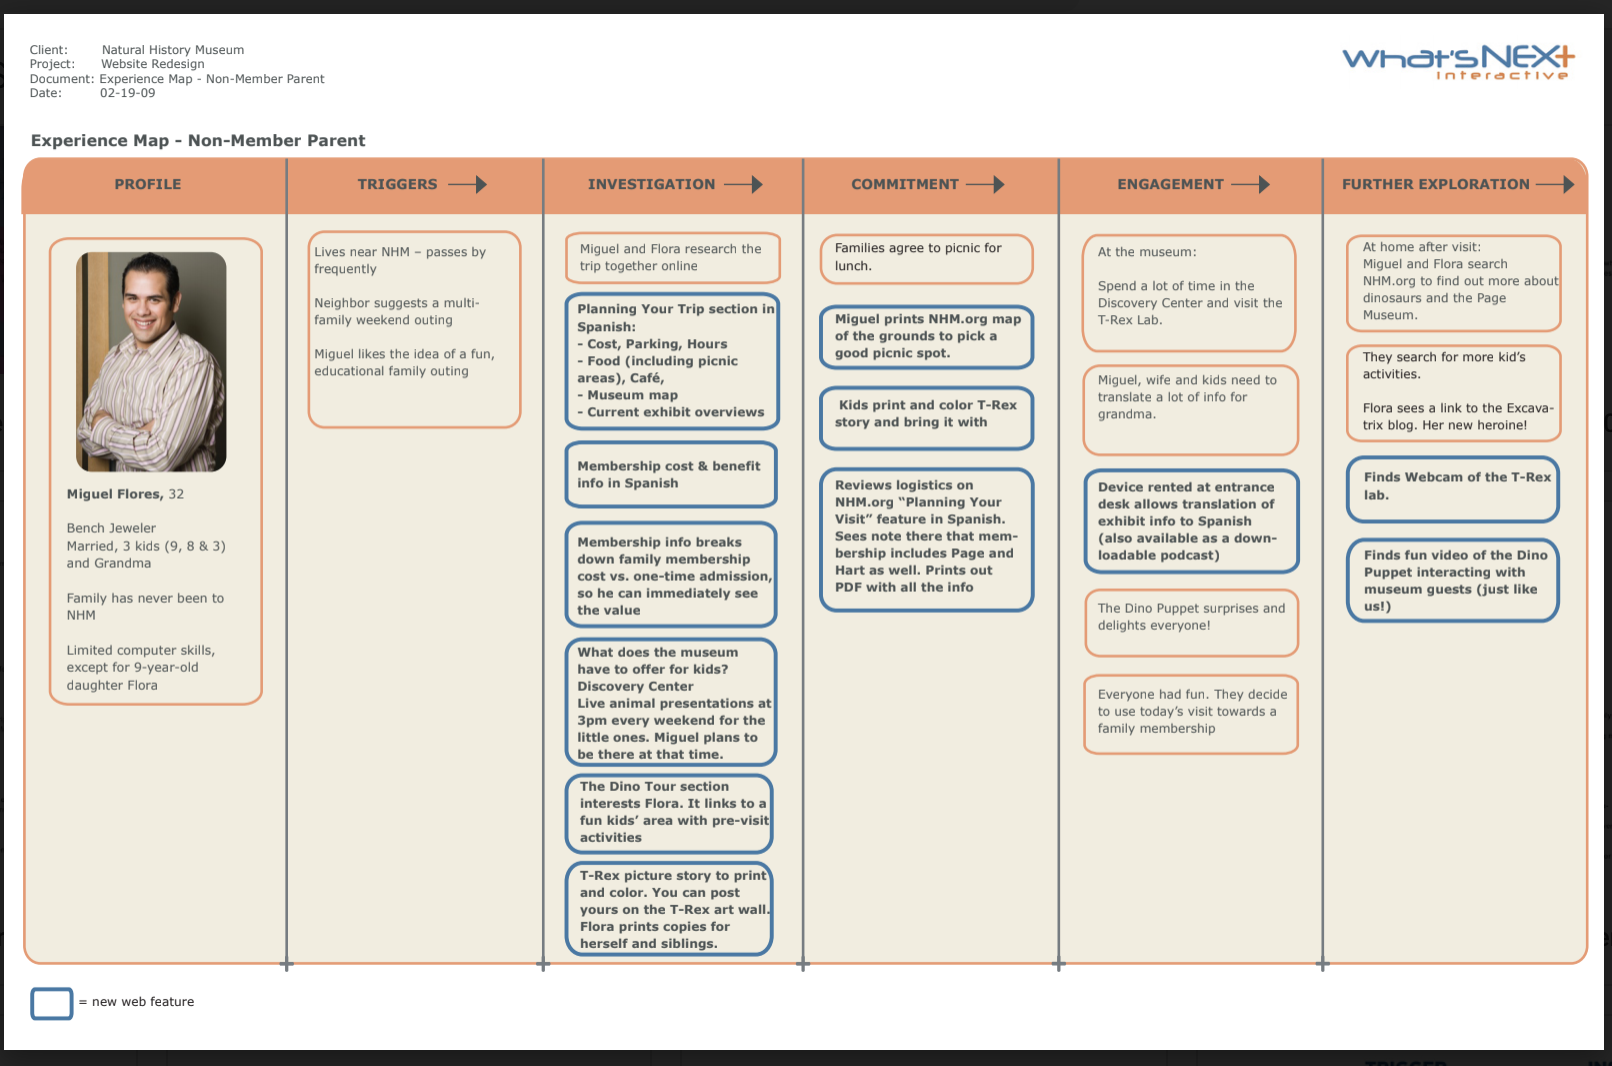 Client: Natural History Museum
Project: Website Redesign
Document: Experience Map - Non-Member Parent
Date: 02-19-09
What'sNEXt
interactive
Experience Map - Non-Member Parent
PROFILE
TRIGGERS
INVESTIGATION
COMMITMENT
ENGAGEMENT
FURTHER EXPLORATION
Miguel Flores, 32
Bench Jeweler
Married, 3 kids (9, 8 & 3)
and Grandma
Family has never been to
NHM
Limited computer skills,
except for 9-year-old
daughter Flora
Lives near NHM – passes by
frequently
Neighbor suggests a multi-
family weekend outing
Miguel likes the idea of a fun,
educational family outing
Miguel and Flora research the
trip together online
Planning Your Trip section in
Spanish:
- Cost, Parking, Hours
- Food (including picnic
areas), Café,
- Museum map
- Current exhibit overviews
Membership cost & benefit
info in Spanish
Membership info breaks
down family membership
cost vs. one-time admission,
so he can immediately see
the value
What does the museum
have to offer for kids?
Discovery Center
Live animal presentations at
3pm every weekend for the
little ones. Miguel plans to
be there at that time.
The Dino Tour section
interests Flora. It links to a
fun kids’ area with pre-visit
activities
T-Rex picture story to print
and color. You can post
yours on the T-Rex art wall.
Flora prints copies for
herself and siblings.
Families agree to picnic for
lunch.
Miguel prints NHM.org map
of the grounds to pick a
good picnic spot.
Kids print and color T-Rex
story and bring it with
Reviews logistics on
NHM.org “Planning Your
Visit” feature in Spanish.
Sees note there that mem-
bership includes Page and
Hart as well. Prints out
PDF with all the info
At the museum:
Spend a lot of time in the
Discovery Center and visit the
T-Rex Lab.
Miguel, wife and kids need to
translate a lot of info for
grandma.
Device rented at entrance
desk allows translation of
exhibit info to Spanish
(also available as a down-
loadable podcast)
The Dino Puppet surprises and
delights everyone!
Everyone had fun. They decide
to use today’s visit towards a
family membership
At home after visit:
Miguel and Flora search
NHM.org to find out more about
dinosaurs and the Page
Museum.
They search for more kid’s
activities.
Flora sees a link to the Excava-
trix blog. Her new heroine!
Finds Webcam of the T-Rex
lab.
Finds fun video of the Dino
Puppet interacting with
museum guests (just like
us!)
= new web feature